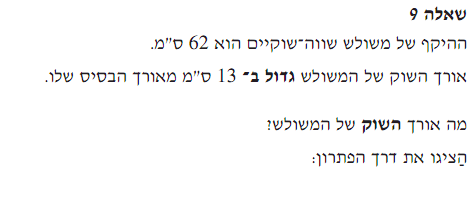 שאלה 9
ההיקף של משולש שווה־שוקיים הוא 62 ס"מ.
אורך השוק של המשולש גדול ב־ 13 ס"מ מאורך הבסיס שלו.
מה אורך השוק של המשולש?
הַציגו את דרך הפתרון: